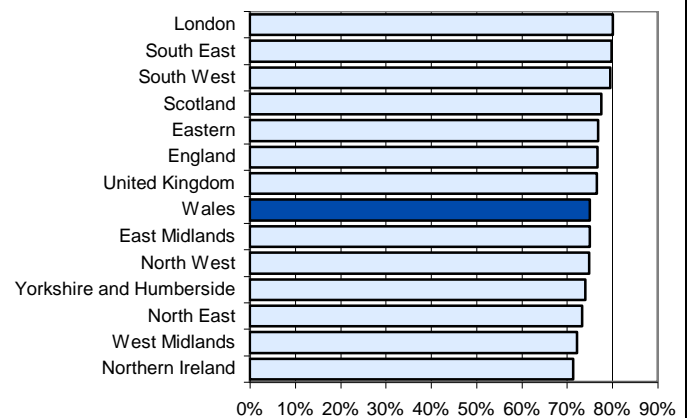 London
South East
South West
Scotland
Eastern
England
United Kingdom
Wales
East Midlands
North West
Yorkshire and Humberside
North East
West Midlands
Northern Ireland
0% 10% 20% 30% 40% 50% 60% 70% 80% 90%